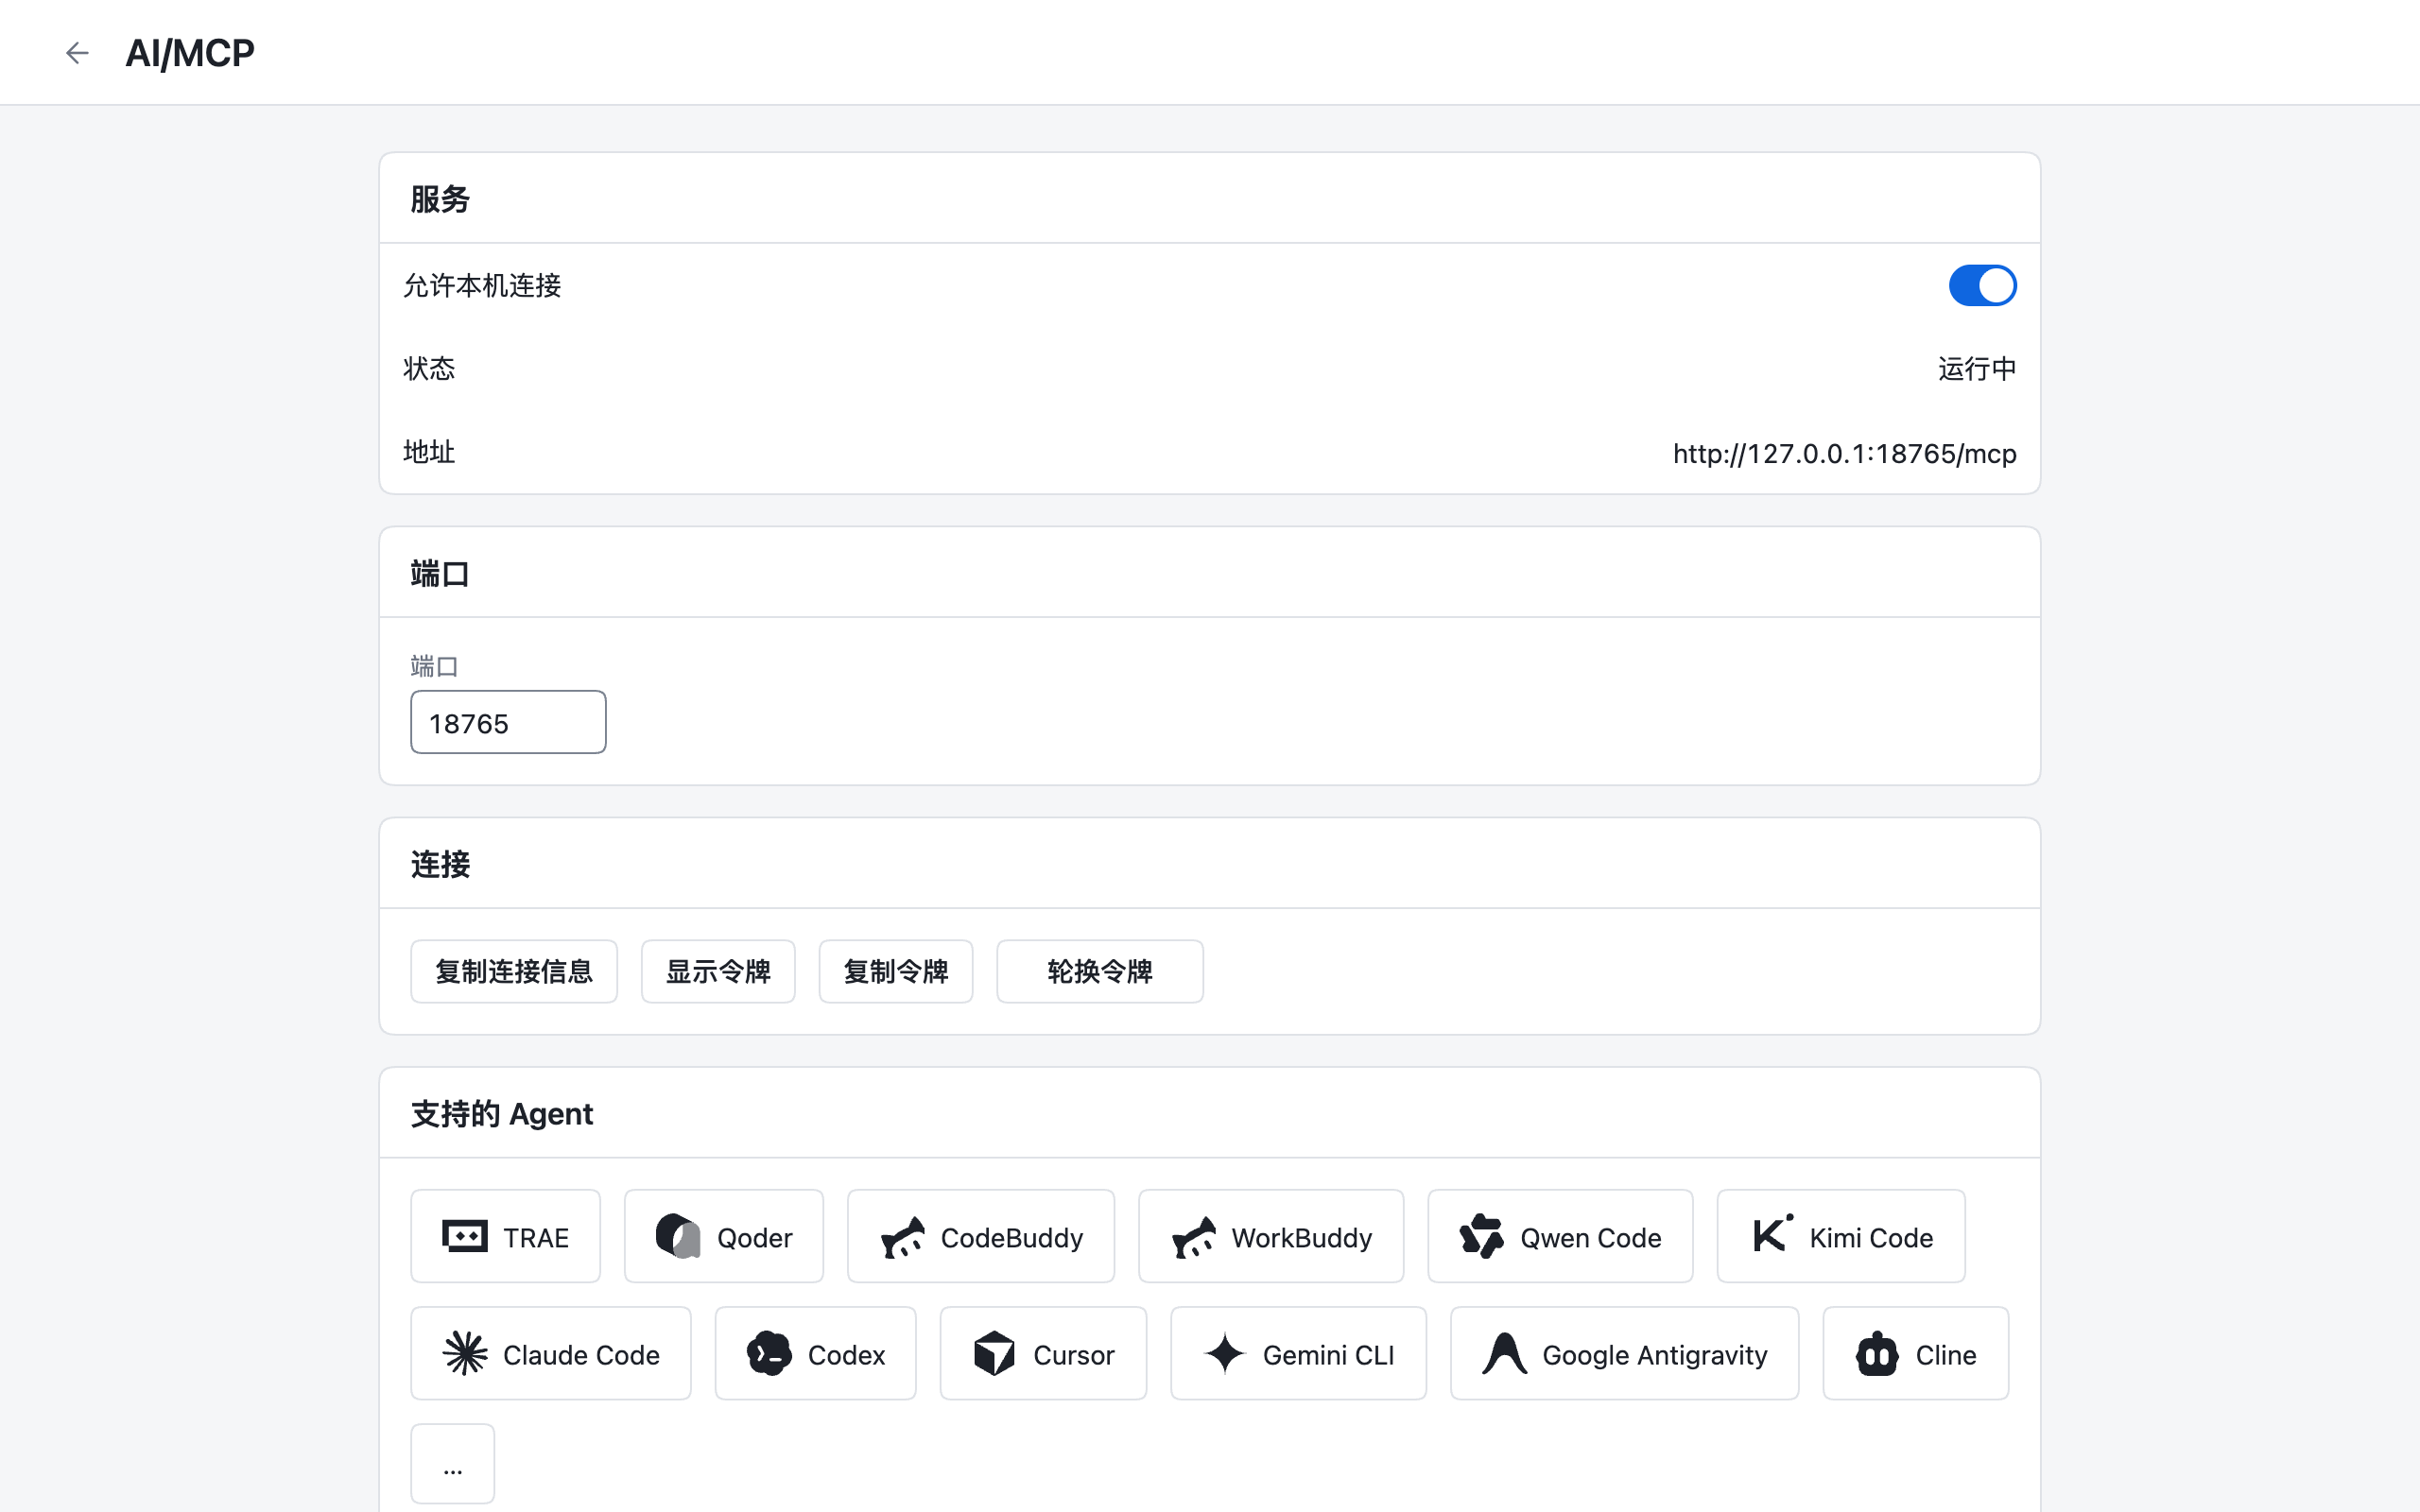 AI/MCP
服务
允许本机连接
状态 运行中
地址 http://127.0.0.1:18765/mcp
端口
端口
18765
连接
复制连接信息 显示令牌 复制令牌 轮换令牌
支持的 Agent
TRAE Qoder CodeBuddy WorkBuddy Qwen Code Kimi Code
Claude Code Codex Cursor Gemini CLI Google Antigravity Cline
...